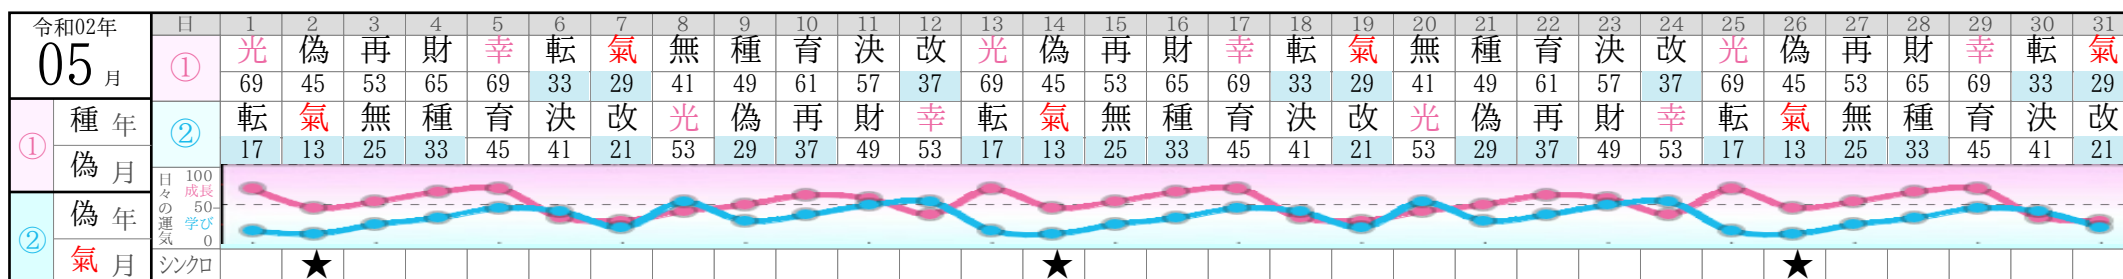 令和02年
05月
日 1 2 3 4 5 6 7 8 9 10 11 12 13 14 15 16 17 18 19 20 21 22 23 24 25 26 27 28 29 30 31
① 光 偽 再 財 幸 転 氣 無 種 育 決 改 光 偽 再 財 幸 転 氣 無 種 育 決 改 光 偽 再 財 幸 転 氣
69 45 53 65 69 33 29 41 49 61 57 37 69 45 53 65 69 33 29 41 49 61 57 37 69 45 53 65 69 33 29
① 種 年
偽 月
② 転 氣 無 種 育 決 改 光 偽 再 財 幸 転 氣 無 種 育 決 改 光 偽 再 財 幸 転 氣 無 種 育 決 改
17 13 25 33 45 41 21 53 29 37 49 53 17 13 25 33 45 41 21 53 29 37 49 53 17 13 25 33 45 41 21
② 偽 年
氣 月
日々の運気
100
成長
50
学び
0
シンクロ ★ ★ ★